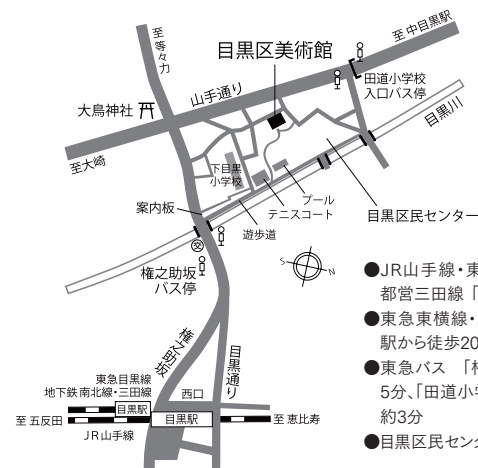 至等々力
目黒区美術館
至中目黒駅
山手通り
田道小学校
入口バス停
大鳥神社
目黒川
至大崎
下目黒
小学校
プール
テニスコート
案内板
遊歩道
目黒区民センター
交
権之助坂
バス停
S
N
権之助坂
目黒通り
東急目黒線
地下鉄 南北線・三田線
西口
目黒駅
目黒駅
至 五反田
至 恵比寿
JR山手線
●JR山手線・東
都営三田線 「
●東急東横線・
駅から徒歩20
●東急バス 「権
5分、「田道小学
約3分
●目黒区民センタ